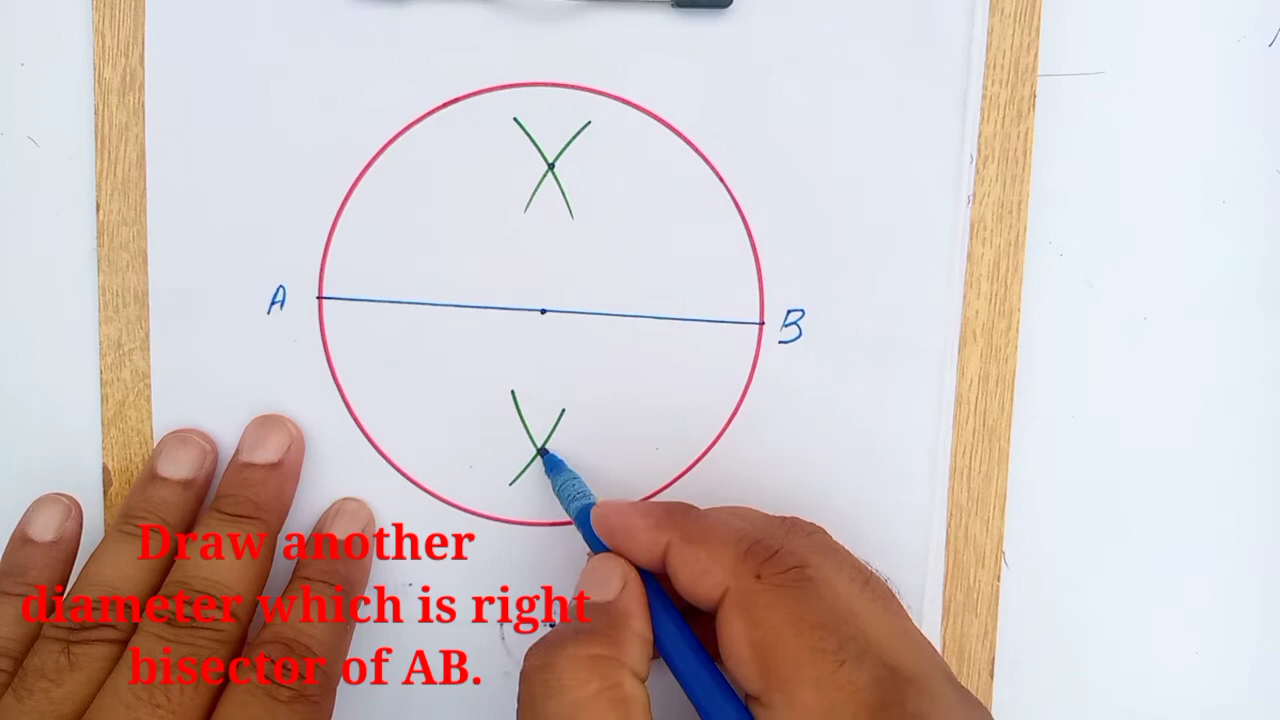 A
B
Draw another
diameter which is right
bisector of AB.